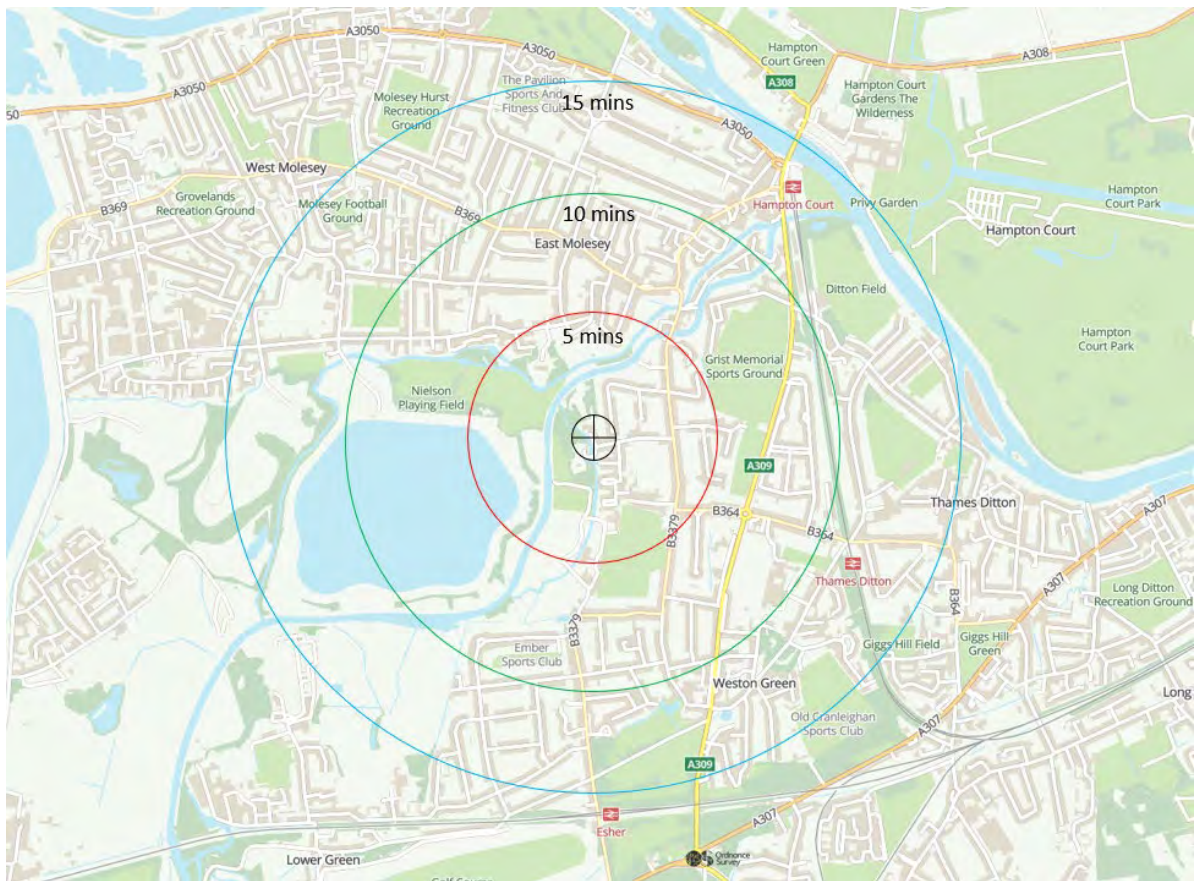 A3050
A3050
Hampton
Court Green
A308
A308
The Pavilion
Sports And
Fitness Club
A3050
50
Molesey Hurst
Recreation
Ground
15 mins
Hampton Court
Gardens The
Wilderness
A3050
West Molesey
Grovelands
Recreation Ground
Molesey Football
Ground
B369
B369
10 mins
Hampton Court
Privy Garden
Hampton
Court Park
Hampton Court
East Molesey
Ditton Field
5 mins
Grist Memorial
Sports Ground
Hampton
Court Park
Nielson
Playing Field
A309
B364
B364
B3379
Thames Ditton
A307
Thames Ditton
A307
Long Ditton
Recreation Ground
B364
B3379
Ember
Sports Club
Giggs Hill Field
Giggs Hill
Green
Weston Green
Long
Old Cranleighan
Sports Club
A307
A309
Esher
A307
Lower Green
Ordnance
Survey
Golf Course